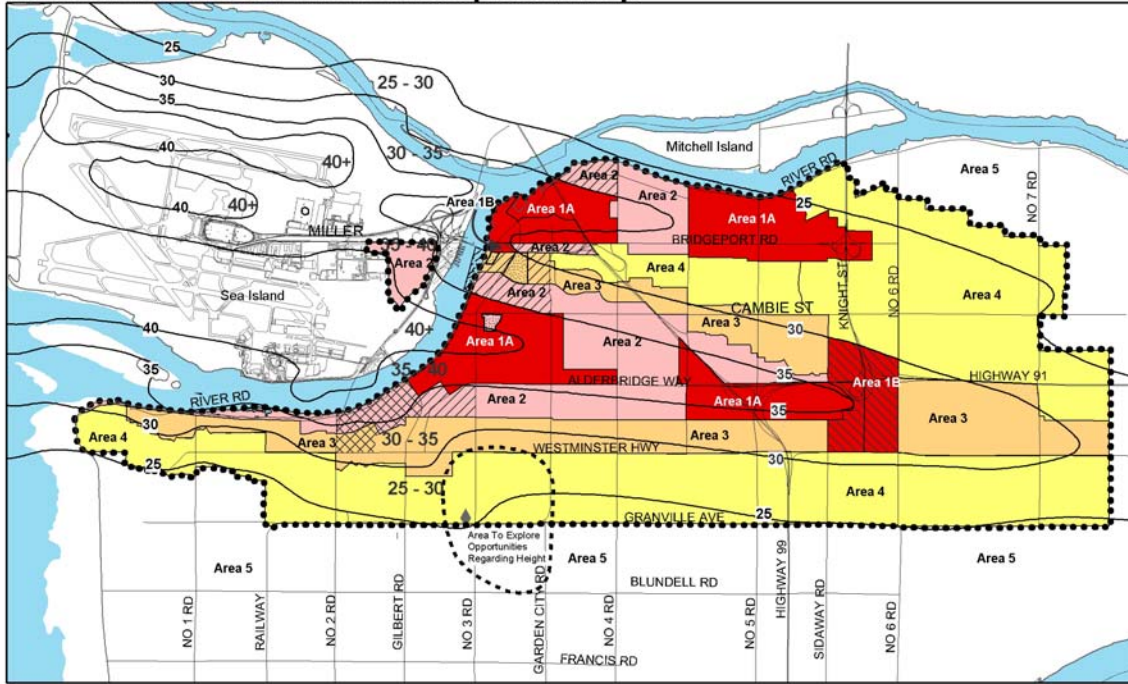 25
30
35
25 - 30
40
40+
30 - 35
40
40+
MILLER
Area 1B
35 - 40
Area 2
Sea Island
40+
40
35
35 - 40
RIVER RD
Mitchell Island
RIVER RD
Area 5
NO 7 RD
Area 2
Area 2
Area 1A
Area 1A
25
BRIDGEPORT RD
Area 2
Area 4
KNIGHT ST
NO 6 RD
Area 3
Area 4
Area 2
CAMBIE ST
Area 3
30
Area 1A
Area 2
35
ALDERBRIDGE WAY
Area 1B
HIGHWAY 91
Area 2
Area 1A
35
Area 3
30
Area 4
Area 3
30 - 35
Area 3
WESTMINSTER HWY
30
25
25 - 30
Area 4
25
GRANVILLE AVE
Area To Explore
Opportunities
Regarding Height
Area 5
Area 5
Area 5
BLUNDELL RD
NO 1 RD
RAILWAY
NO 2 RD
GILBERT RD
NO 3 RD
GARDEN CITY RD
NO 4 RD
NO 5 RD
HIGHWAY 99
SIDAWAY RD
NO 6 RD
FRANCIS RD